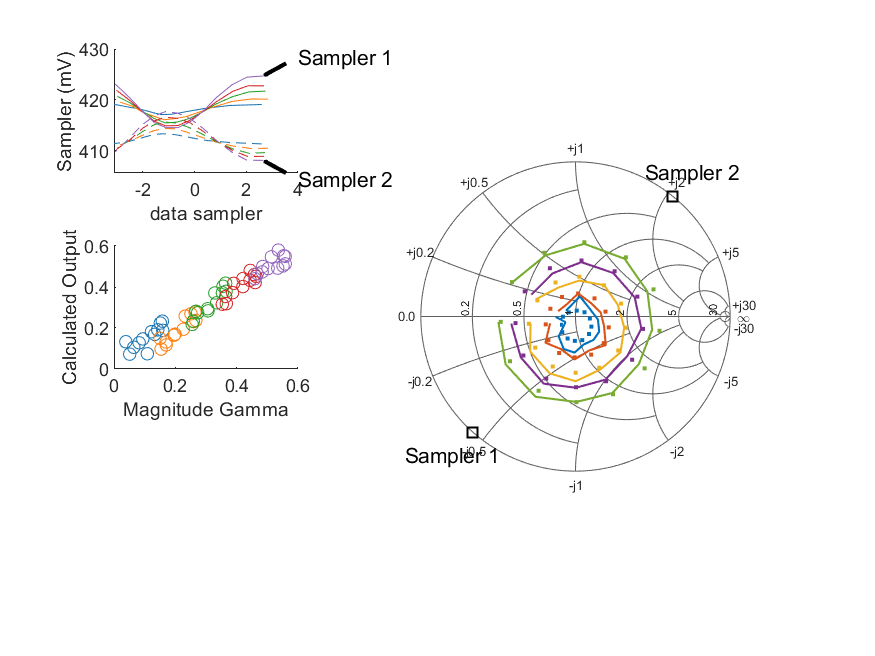 430
420
410
Sampler (mV)
-2
0
2
4
data sampler
Sampler 1
Sampler 2
0.6
0.4
0.2
0
Calculated Output
0
0.2
0.4
0.6
Magnitude Gamma
+j1
+j0.5
+j2
Sampler 2
+j0.2
+j5
0.0
0.2
0.5
1
2
5
30
+j30
∞
-j30
-j0.2
-j5
-j0.5
Sampler 1
-j2
-j1